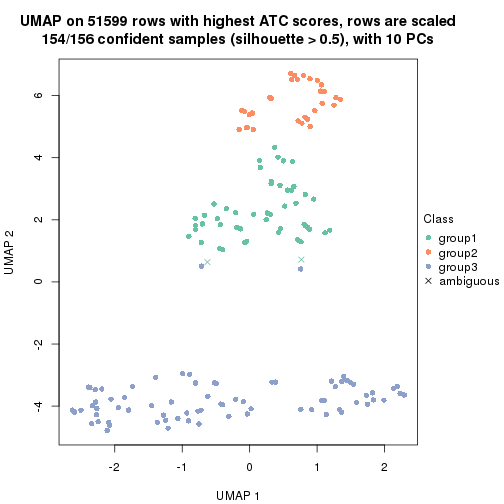 UMAP on 51599 rows with highest ATC scores, rows are scaled
154/156 confident samples (silhouette > 0.5), with 10 PCs
6
4
2
0
-2
-4
UMAP 2
-2
-1
0
1
2
UMAP 1
Class
group1
group2
group3
ambiguous